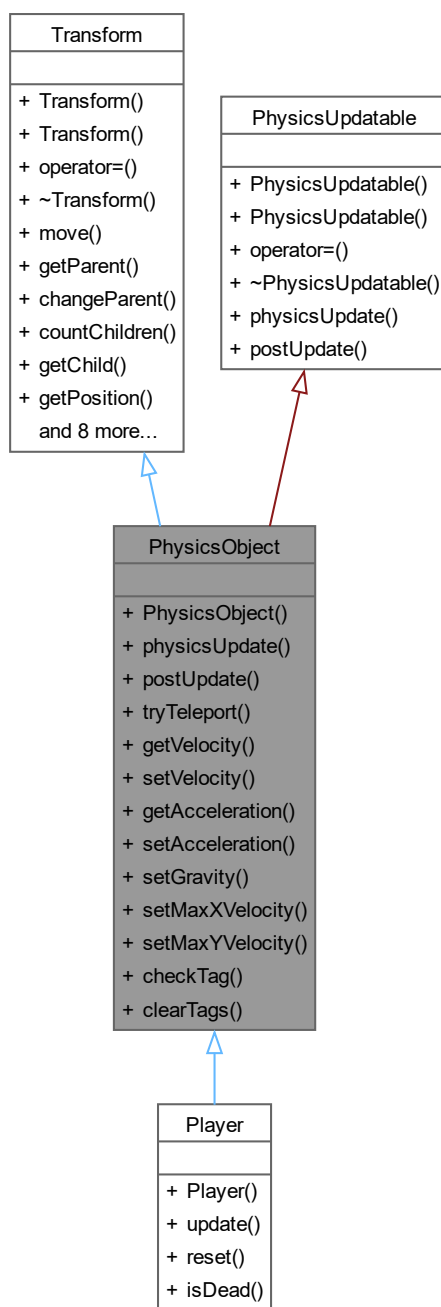 Transform
+ Transform()
+ Transform()
+ operator=()
+ ~Transform()
+ move()
+ getParent()
+ changeParent()
+ countChildren()
+ getChild()
+ getPosition()
and 8 more...
PhysicsUpdatable
+ PhysicsUpdatable()
+ PhysicsUpdatable()
+ operator=()
+ ~PhysicsUpdatable()
+ physicsUpdate()
+ postUpdate()
PhysicsObject
+ PhysicsObject()
+ physicsUpdate()
+ postUpdate()
+ tryTeleport()
+ getVelocity()
+ setVelocity()
+ getAcceleration()
+ setAcceleration()
+ setGravity()
+ setMaxXVelocity()
+ setMaxYVelocity()
+ checkTag()
+ clearTags()
Player
+ Player()
+ update()
+ reset()
+ isDead()